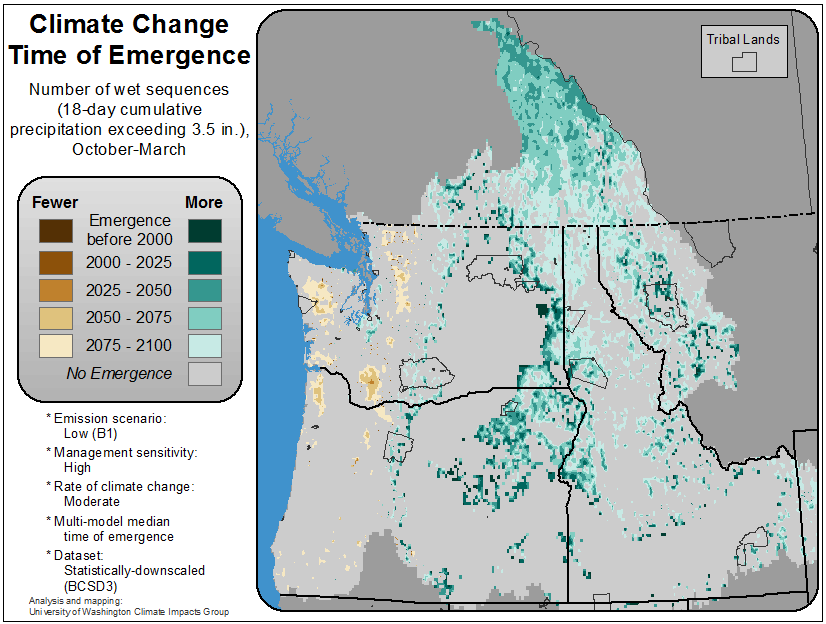 Climate Change
Time of Emergence
Number of wet sequences
(18-day cumulative
precipitation exceeding 3.5 in.),
October-March
Fewer More
Emergence
before 2000
2000 - 2025
2025 - 2050
2050 - 2075
2075 - 2100
No Emergence
* Emission scenario:
Low (B1)
* Management sensitivity:
High
* Rate of climate change:
Moderate
* Multi-model median
time of emergence
* Dataset:
Statistically-downscaled
(BCSD3)
Analysis and mapping:
University of Washington Climate Impacts Group
Tribal Lands